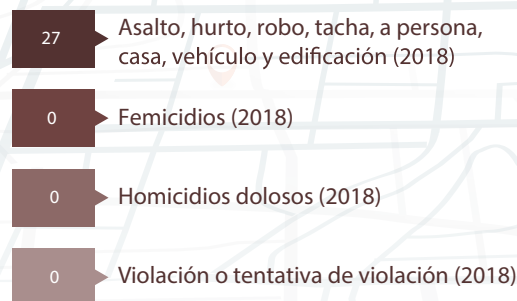 27
Asalto, hurto, robo, tacha, a persona,
casa, vehículo y edificación (2018)
0
Femicidios (2018)
0
Homicidios dolosos (2018)
0
Violación o tentativa de violación (2018)